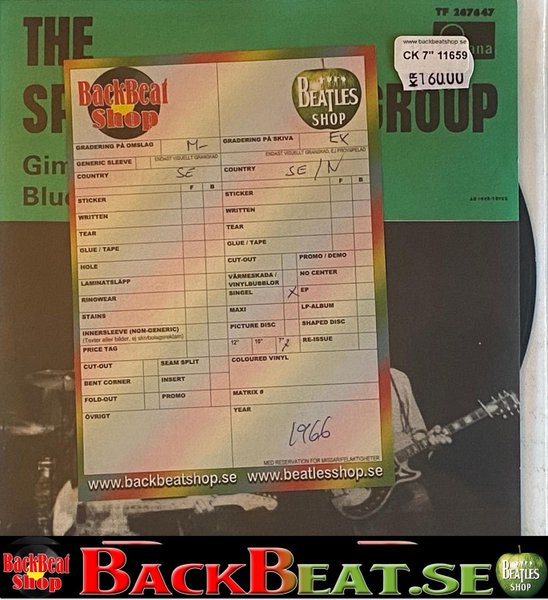 TF 267647
THE
www.backbeatshop.se
CK 7" 11659
KR 160.00
SP
GROUP
Gim
Blue
BackBeat
Shop
BEATLES
SHOP
GRADERING PÅ OMSLAG M-
GRADERING PÅ SKIVA EX
ENDAST VISUELLT GRANSKAD
ENDAST VISUELLT GRANSKAD, EJ PROVSPELAD
GENERIC SLEEVE
COUNTRY SE
COUNTRY SE/N
F B
F B
STICKER
STICKER
WRITTEN
WRITTEN
TEAR
TEAR
GLUE / TAPE
GLUE / TAPE
HOLE
CUT-OUT
PROMO / DEMO
LAMINATSLÄPP
VÄRMESKADA /
VINYLBUBBLOR
NO CENTER
RINGWEAR
SINGEL X
EP
STAINS
MAXI
LP-ALBUM
INNERSLEEVE (NON-GENERIC)
(Texter eller bilder, ej skivbolagsreklam)
PICTURE DISC
SHAPED DISC
PRICE TAG
12" 10" 7" X
RE-ISSUE
CUT-OUT
SEAM SPLIT
COLOURED VINYL
BENT CORNER
INSERT
FOLD-OUT
PROMO
MATRIX #
ÖVRIGT
YEAR
1966
MED RESERVATION FÖR MISSAR/FELAKTIGHETER
www.backbeatshop.se www.beatlesshop.se
BackBeat
Shop
BACKBEAT.SE
BEATLES
SHOP